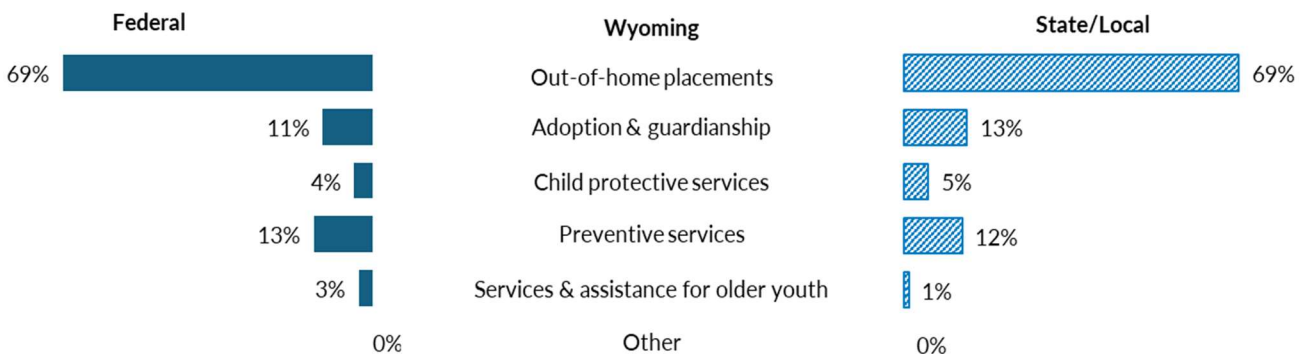 Federal Wyoming State/Local
69% Out-of-home placements 69%
11% Adoption & guardianship 13%
4% Child protective services 5%
13% Preventive services 12%
3% Services & assistance for older youth 1%
0% Other 0%